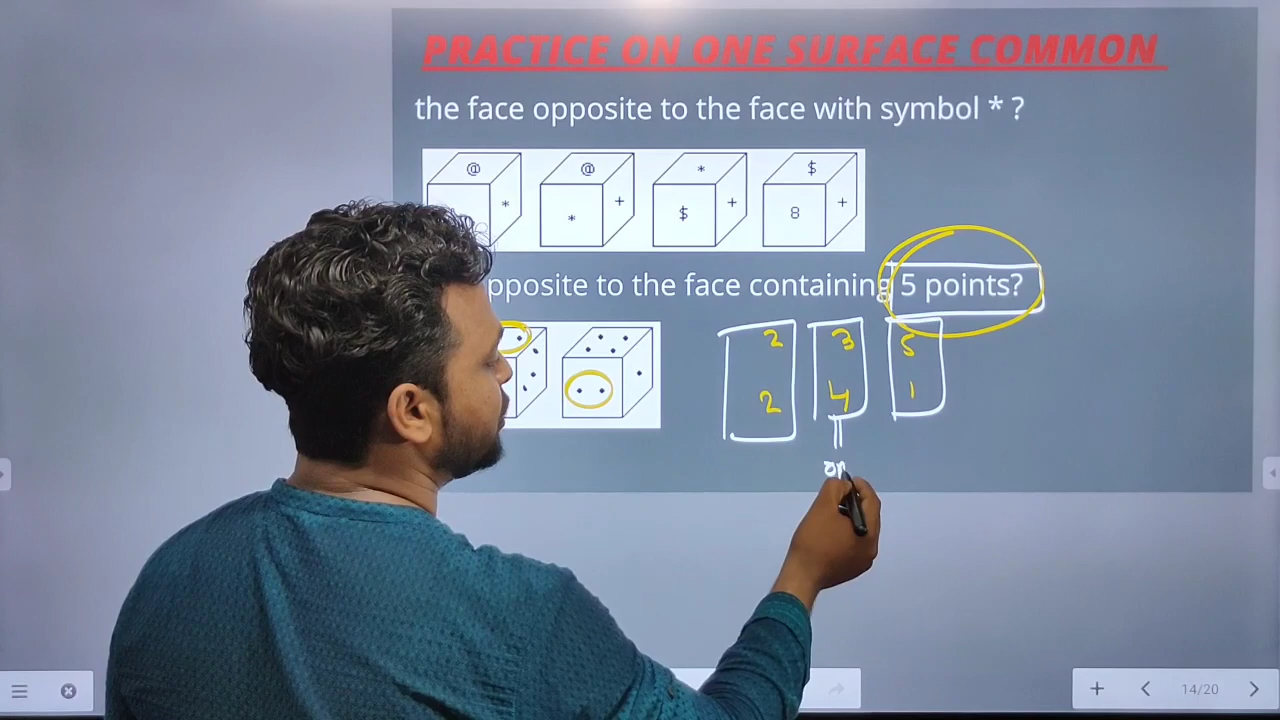 PRACTICE ON ONE SURFACE COMMON
the face opposite to the face with symbol * ?
@ * @ * + * $ + $ 8 +
pposite to the face containing 5 points?
2 3 5
2 4 1
op
14/20